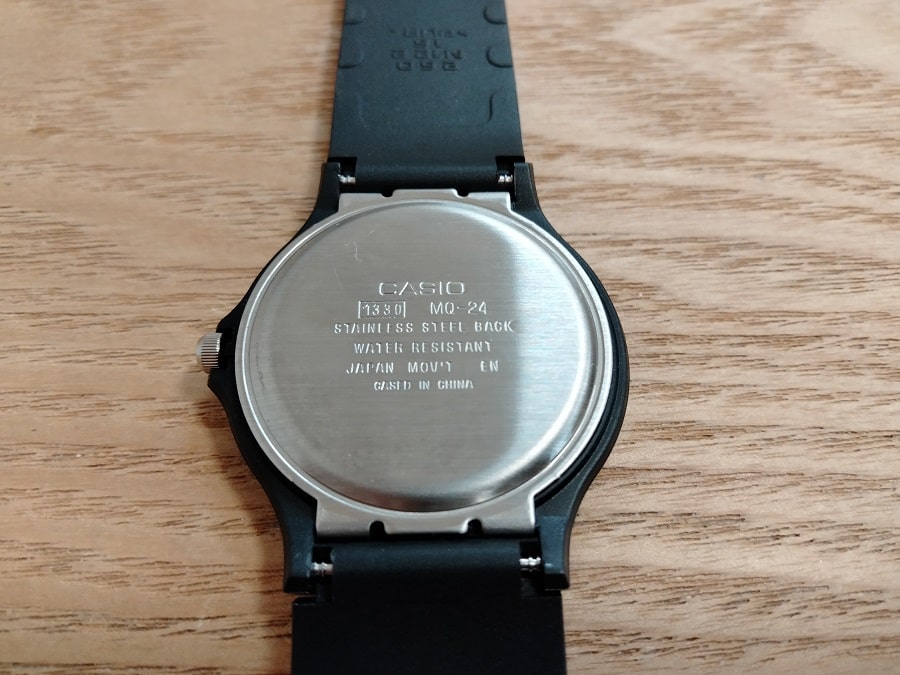 CASIO
1330 MQ-24
STAINLESS STEEL BACK
WATER RESISTANT
JAPAN MOV'T EN
CASED IN CHINA